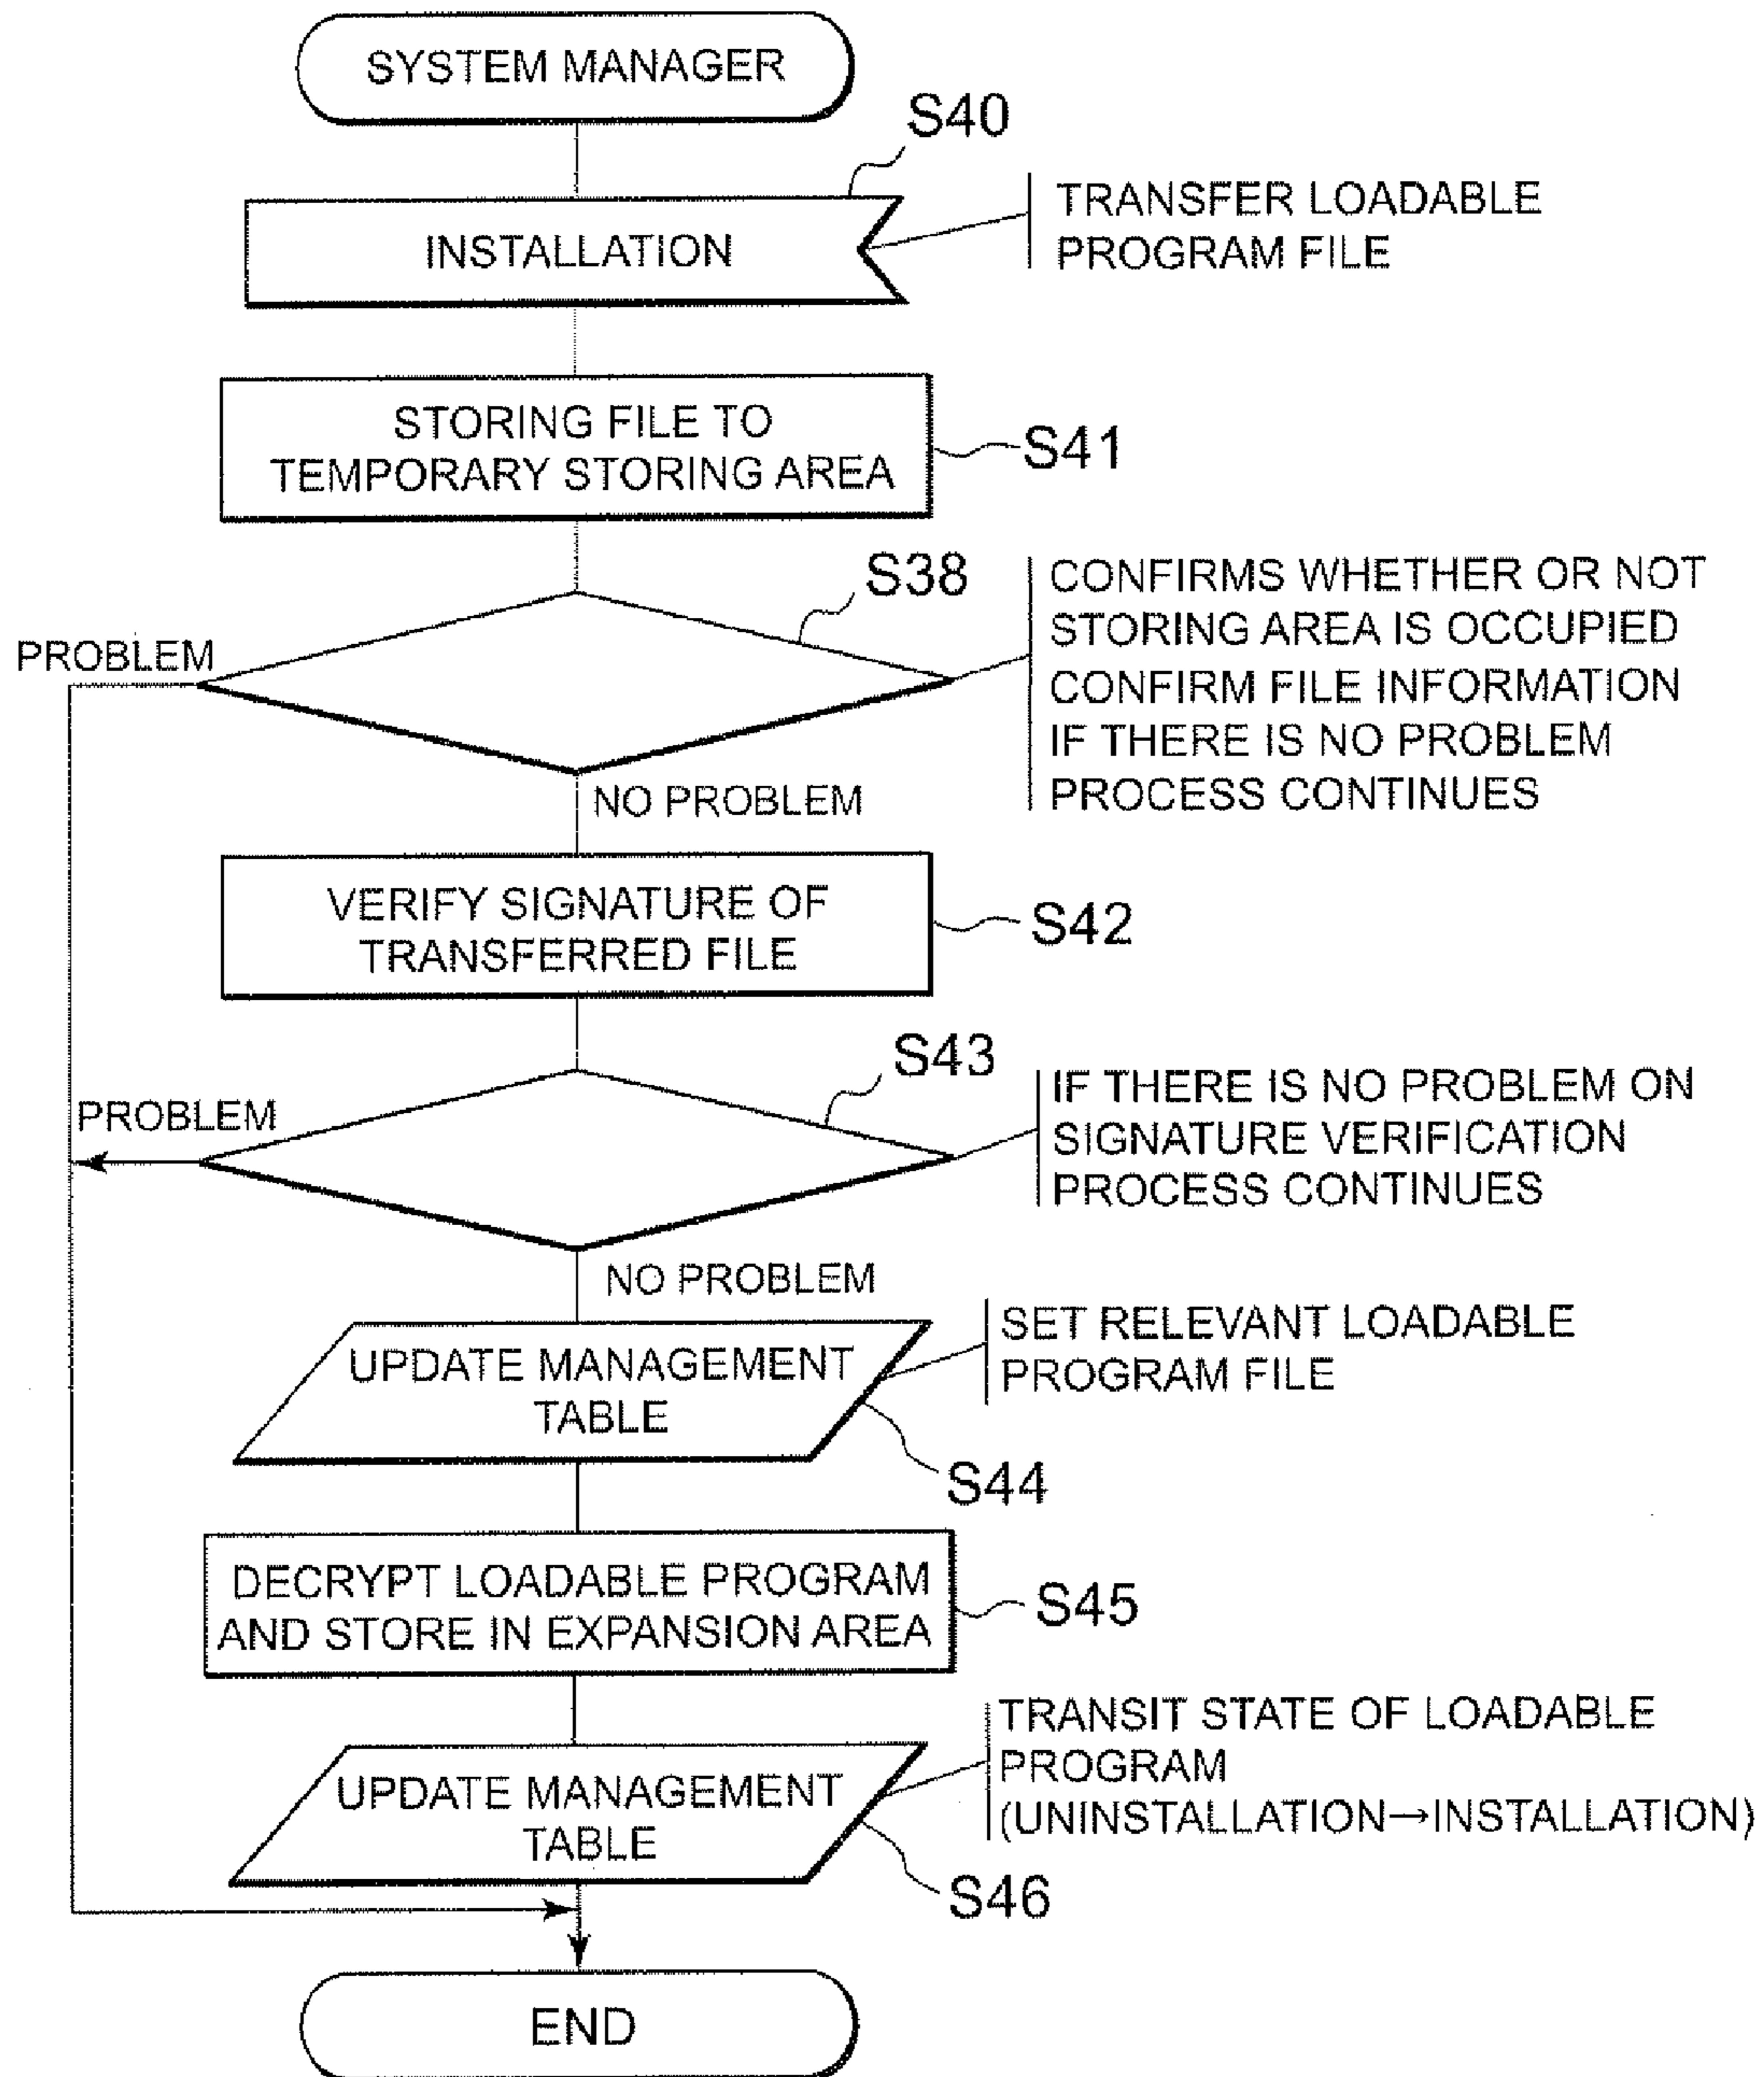 SYSTEM MANAGER
S40
INSTALLATION
TRANSFER LOADABLE
PROGRAM FILE
STORING FILE TO
TEMPORARY STORING AREA
S41
S38
CONFIRMS WHETHER OR NOT
STORING AREA IS OCCUPIED
CONFIRM FILE INFORMATION
IF THERE IS NO PROBLEM
PROCESS CONTINUES
PROBLEM
NO PROBLEM
VERIFY SIGNATURE OF
TRANSFERRED FILE
S42
S43
IF THERE IS NO PROBLEM ON
SIGNATURE VERIFICATION
PROCESS CONTINUES
PROBLEM
NO PROBLEM
UPDATE MANAGEMENT
TABLE
SET RELEVANT LOADABLE
PROGRAM FILE
S44
DECRYPT LOADABLE PROGRAM
AND STORE IN EXPANSION AREA
S45
UPDATE MANAGEMENT
TABLE
TRANSIT STATE OF LOADABLE
PROGRAM
(UNINSTALLATION→INSTALLATION)
S46
END